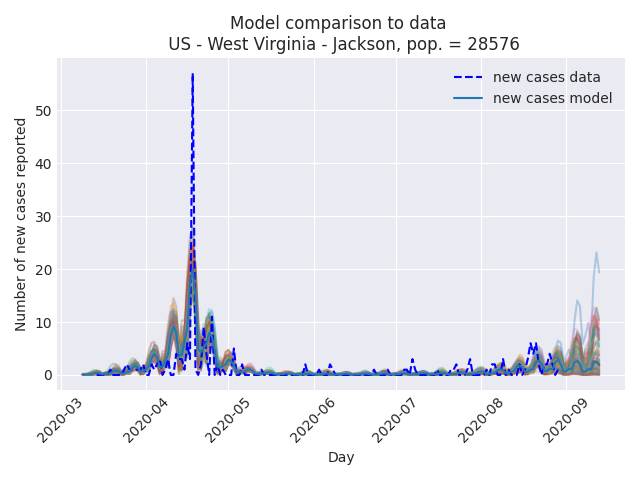 Model comparison to data
US - West Virginia - Jackson, pop. = 28576
new cases data
new cases model
Number of new cases reported
50
40
30
20
10
0
2020-03
2020-04
2020-05
2020-06
2020-07
2020-08
2020-09
Day